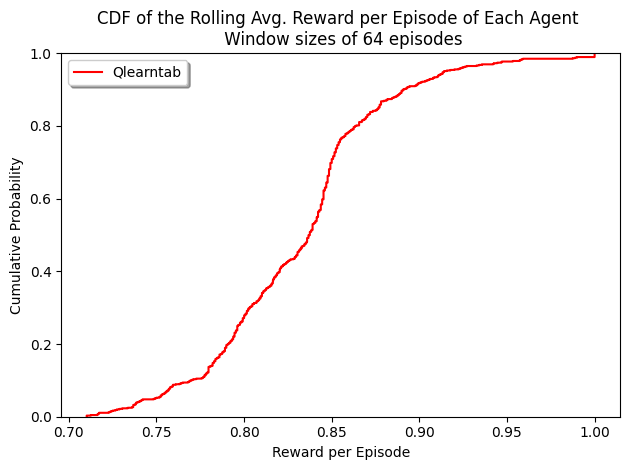 CDF of the Rolling Avg. Reward per Episode of Each Agent
Window sizes of 64 episodes
Qlearntab
Cumulative Probability
1.0
0.8
0.6
0.4
0.2
0.0
0.70 0.75 0.80 0.85 0.90 0.95 1.00
Reward per Episode